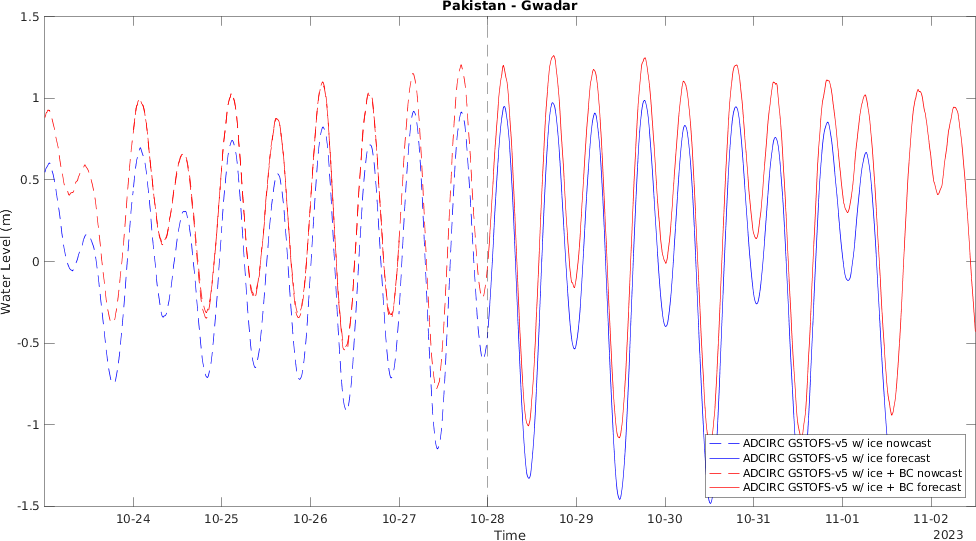 Pakistan - Gwadar
1.5
1
0.5
0
-0.5
-1
-1.5
Water Level (m)
ADCIRC GSTOFS-v5 w/ ice nowcast
ADCIRC GSTOFS-v5 w/ ice forecast
ADCIRC GSTOFS-v5 w/ ice + BC nowcast
ADCIRC GSTOFS-v5 w/ ice + BC forecast
10-24
10-25
10-26
10-27
10-28
10-29
10-30
10-31
11-01
11-02
Time
2023